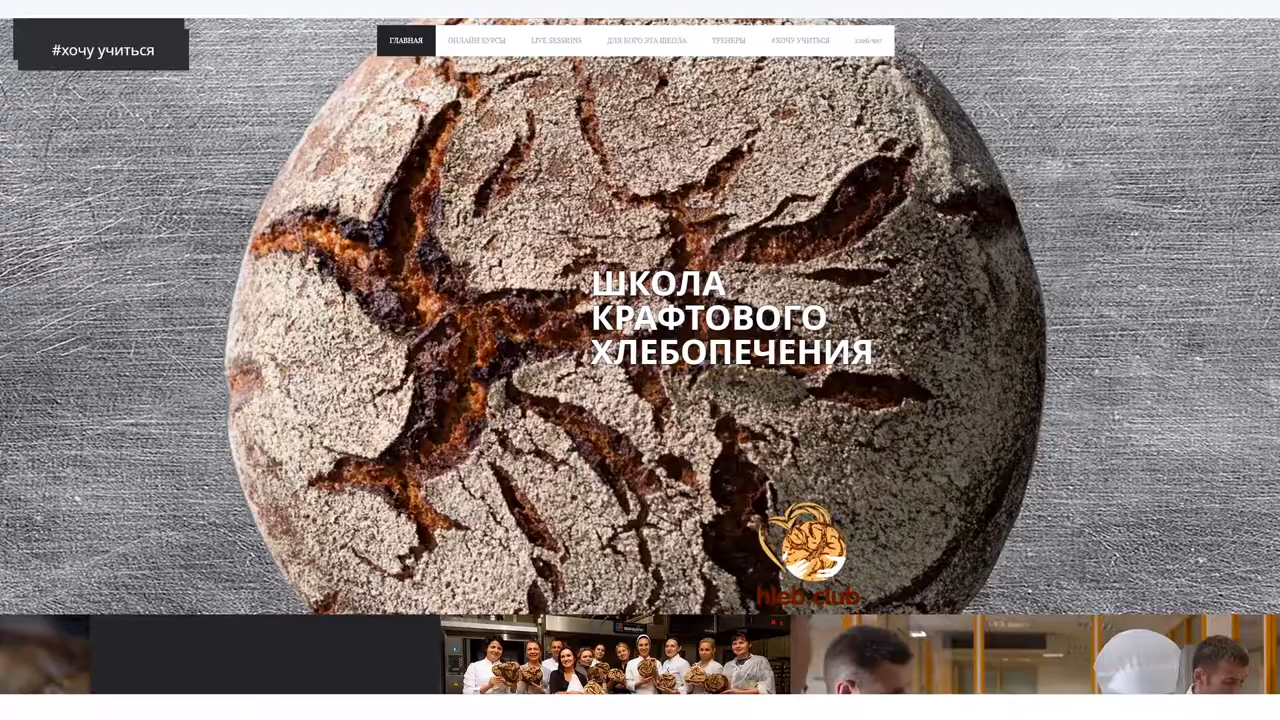 #хочу учиться
ГЛАВНАЯ
ОНЛАЙН КУРСЫ
LIVE SESSIONS
ДЛЯ КОГО ЭТА ШКОЛА
ТРЕНЕРЫ
#ХОЧУ УЧИТЬСЯ
ШКОЛА
КРАФТОВОГО
ХЛЕБОПЕЧЕНИЯ
hleb-club